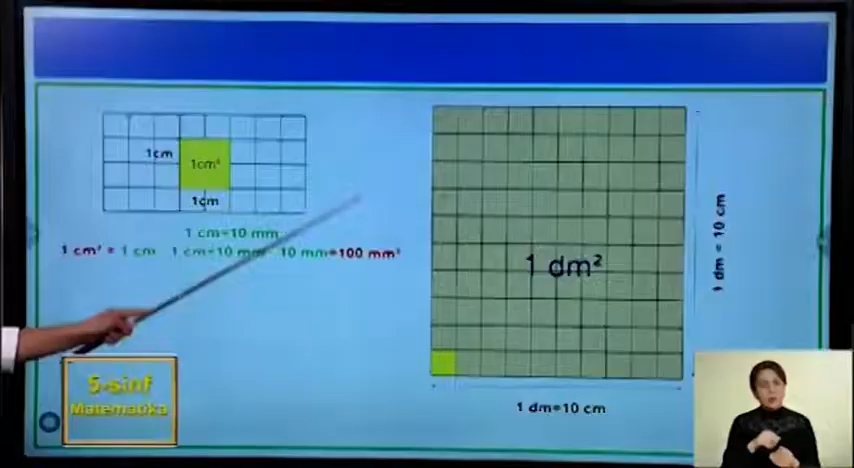 1cm
1cm²
1cm
1 cm=10 mm
1 cm² = 1 cm 1 cm=10 mm 10 mm=100 mm²
1 dm²
1 dm = 10 cm
1 dm=10 cm
5-sinf
Matematika